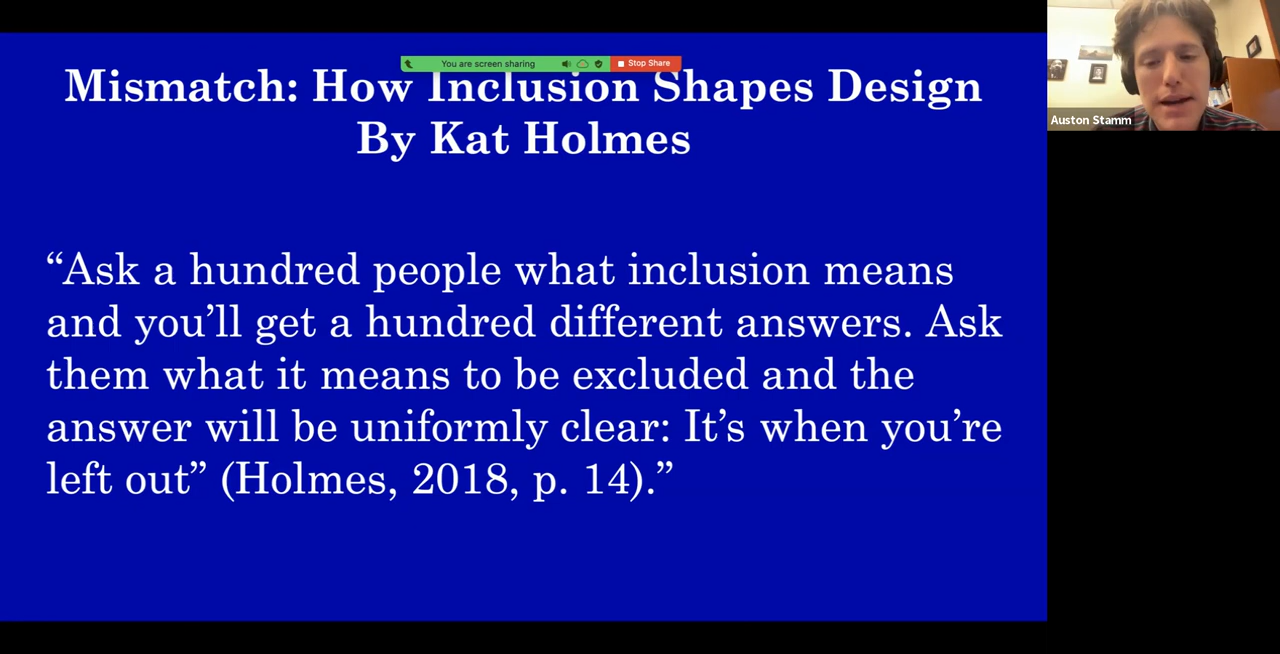 You are screen sharing Stop Share
Mismatch: How Inclusion Shapes Design
By Kat Holmes
Auston Stamm
“Ask a hundred people what inclusion means
and you’ll get a hundred different answers. Ask
them what it means to be excluded and the
answer will be uniformly clear: It’s when you’re
left out” (Holmes, 2018, p. 14).”